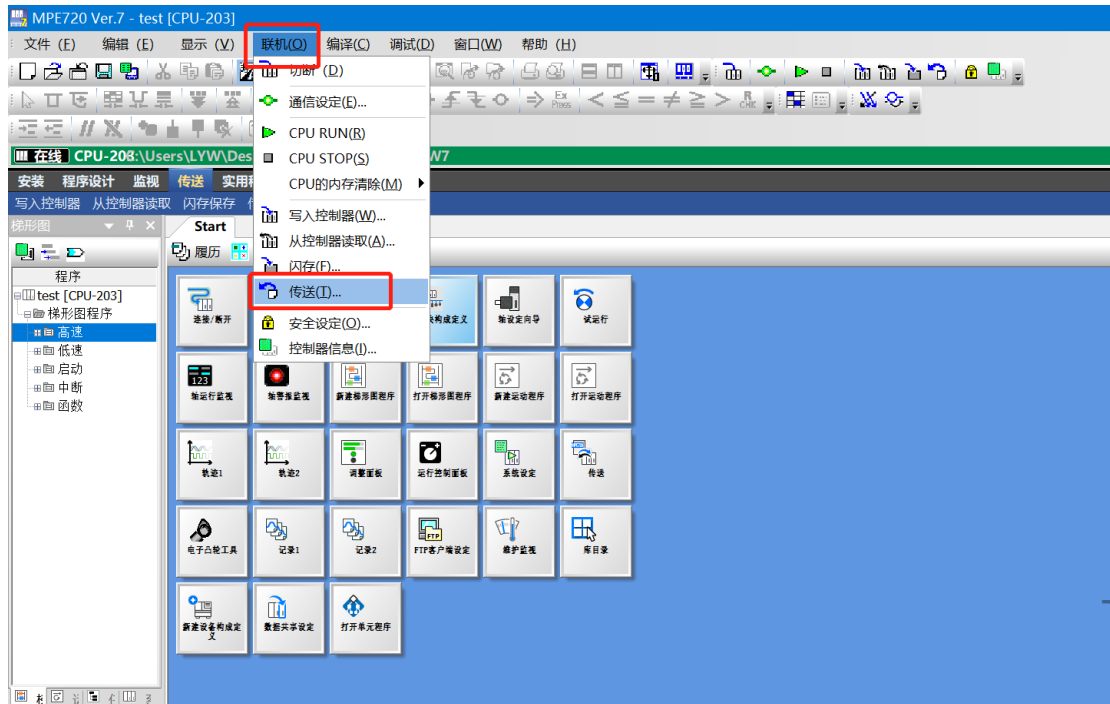 MPE720 Ver.7 - test [CPU-203]
文件 (F) 编辑 (E) 显示 (V) 联机(O) 编译(C) 调试(D) 窗口(W) 帮助 (H)
切断 (D)
通信设定(E)...
CPU RUN(R)
CPU STOP(S)
CPU的内存清除(M)
写入控制器(W)...
从控制器读取(A)...
闪存(F)...
传送(T)...
安全设定(O)...
控制器信息(I)...
在线 CPU-203 :\Users\LYW\Des W7
安装 程序设计 监视 传送 实用
写入控制器 从控制器读取 闪存保存
梯形图
Start
履历
程序
test [CPU-203]
梯形图程序
高速
低速
启动
中断
函数
连接/断开 构成定义 轴设定向导 试运行
123
轴运行监视 轴警报监视 新建梯形图程序 打开梯形图程序 新建运动程序 打开运动程序
轨迹1 轨迹2 调整面板 运行控制面板 系统设定 传送
FTP
电子凸轮工具 记录1 记录2 FTP客户端设定 维护监视 库目录
新建设备构成定义 数据共享设定 打开单元程序